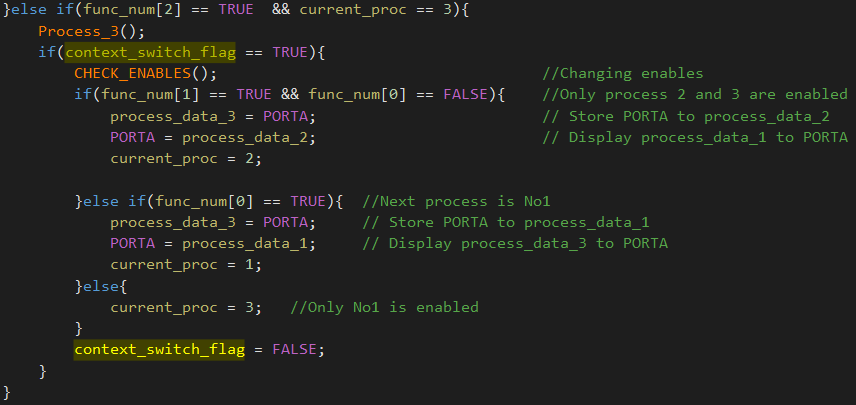 }else if(func_num[2] == TRUE  && current_proc == 3){
    Process_3();
    if(context_switch_flag == TRUE){
        CHECK_ENABLES();                                    //Changing enables
        if(func_num[1] == TRUE && func_num[0] == FALSE){    //Only process 2 and 3 are enabled
            process_data_3 = PORTA;                         // Store PORTA to process_data_2
            PORTA = process_data_2;                         // Display process_data_1 to PORTA
            current_proc = 2;
        }else if(func_num[0] == TRUE){  //Next process is No1
            process_data_3 = PORTA;     // Store PORTA to process_data_1
            PORTA = process_data_1;     // Display process_data_3 to PORTA
            current_proc = 1;
        }else{
            current_proc = 3;   //Only No1 is enabled
        }
        context_switch_flag = FALSE;
    }
}